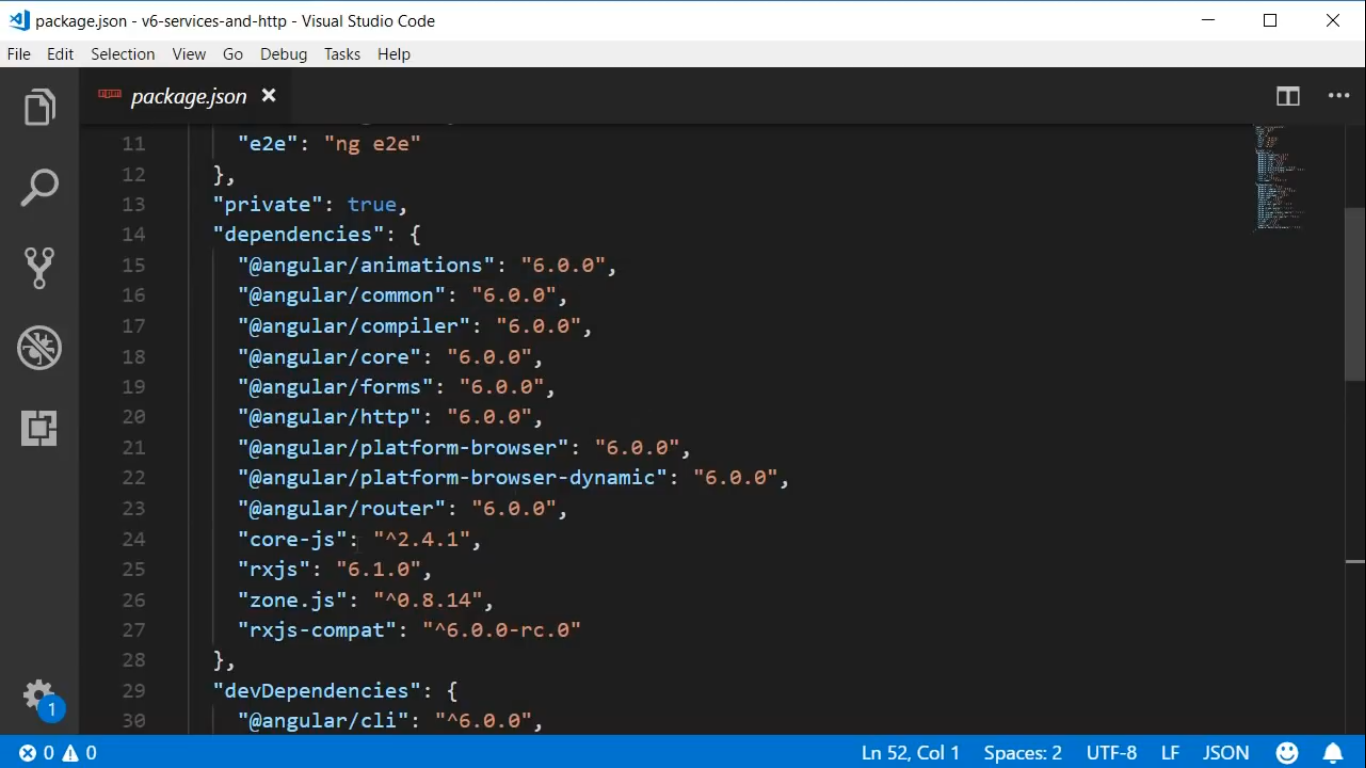 package.json - v6-services-and-http - Visual Studio Code
File Edit Selection View Go Debug Tasks Help
npm package.json
11 "e2e": "ng e2e"
12 },
13 "private": true,
14 "dependencies": {
15 "@angular/animations": "6.0.0",
16 "@angular/common": "6.0.0",
17 "@angular/compiler": "6.0.0",
18 "@angular/core": "6.0.0",
19 "@angular/forms": "6.0.0",
20 "@angular/http": "6.0.0",
21 "@angular/platform-browser": "6.0.0",
22 "@angular/platform-browser-dynamic": "6.0.0",
23 "@angular/router": "6.0.0",
24 "core-js": "^2.4.1",
25 "rxjs": "6.1.0",
26 "zone.js": "^0.8.14",
27 "rxjs-compat": "^6.0.0-rc.0"
28 },
29 "devDependencies": {
30 "@angular/cli": "^6.0.0",
1
0 0 Ln 52, Col 1 Spaces: 2 UTF-8 LF JSON